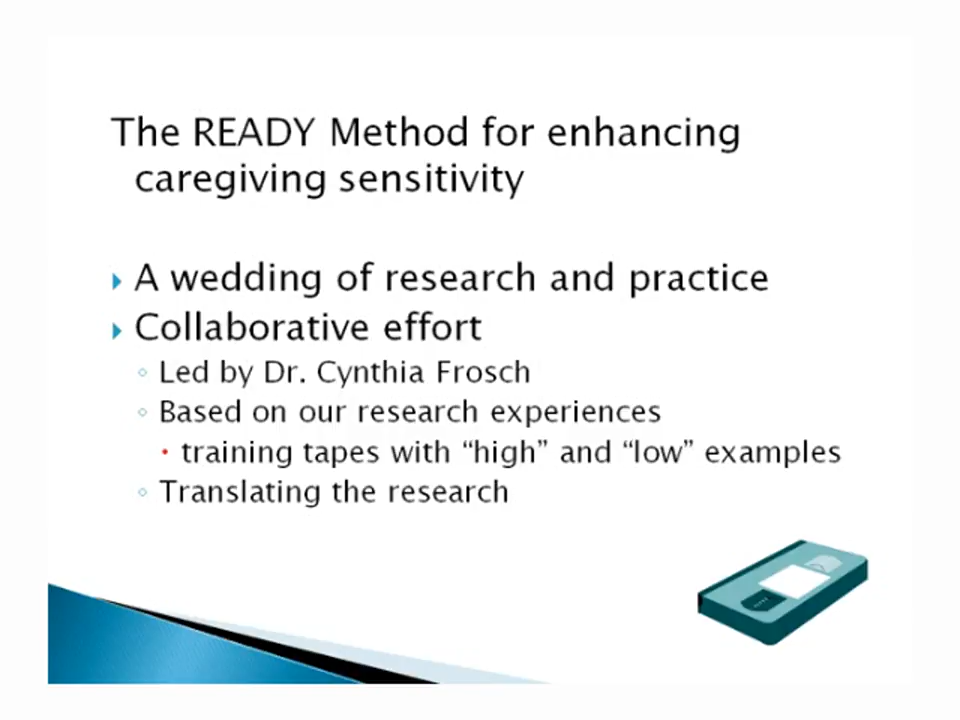 The READY Method for enhancing
caregiving sensitivity
A wedding of research and practice
Collaborative effort
Led by Dr. Cynthia Frosch
Based on our research experiences
training tapes with “high” and “low” examples
Translating the research